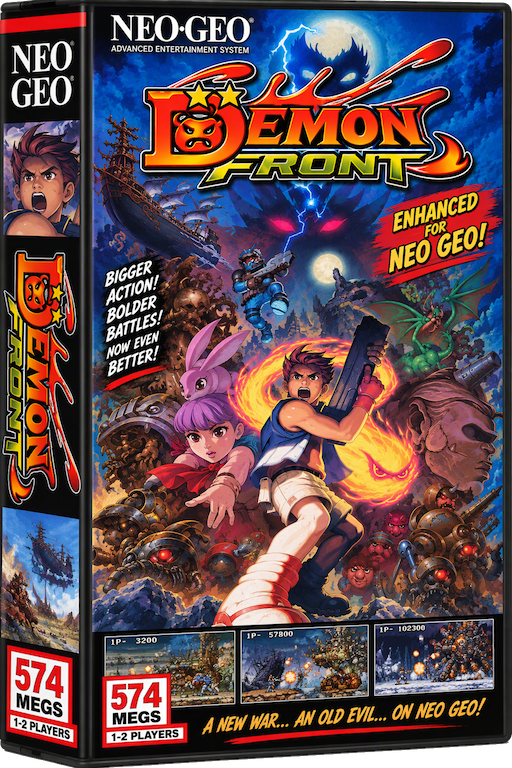 NEO
GEO®
DEMON
FRONT
574
MEGS
1-2 PLAYERS
NEO•GEO®
ADVANCED ENTERTAINMENT SYSTEM
DËMON
FRONT
ENHANCED
FOR
NEO GEO!
BIGGER
ACTION!
BOLDER
BATTLES!
NOW EVEN
BETTER!
1P- 3200
1P- 57800
1P- 102300
574
MEGS
1-2 PLAYERS
A NEW WAR... AN OLD EVIL... ON NEO GEO!